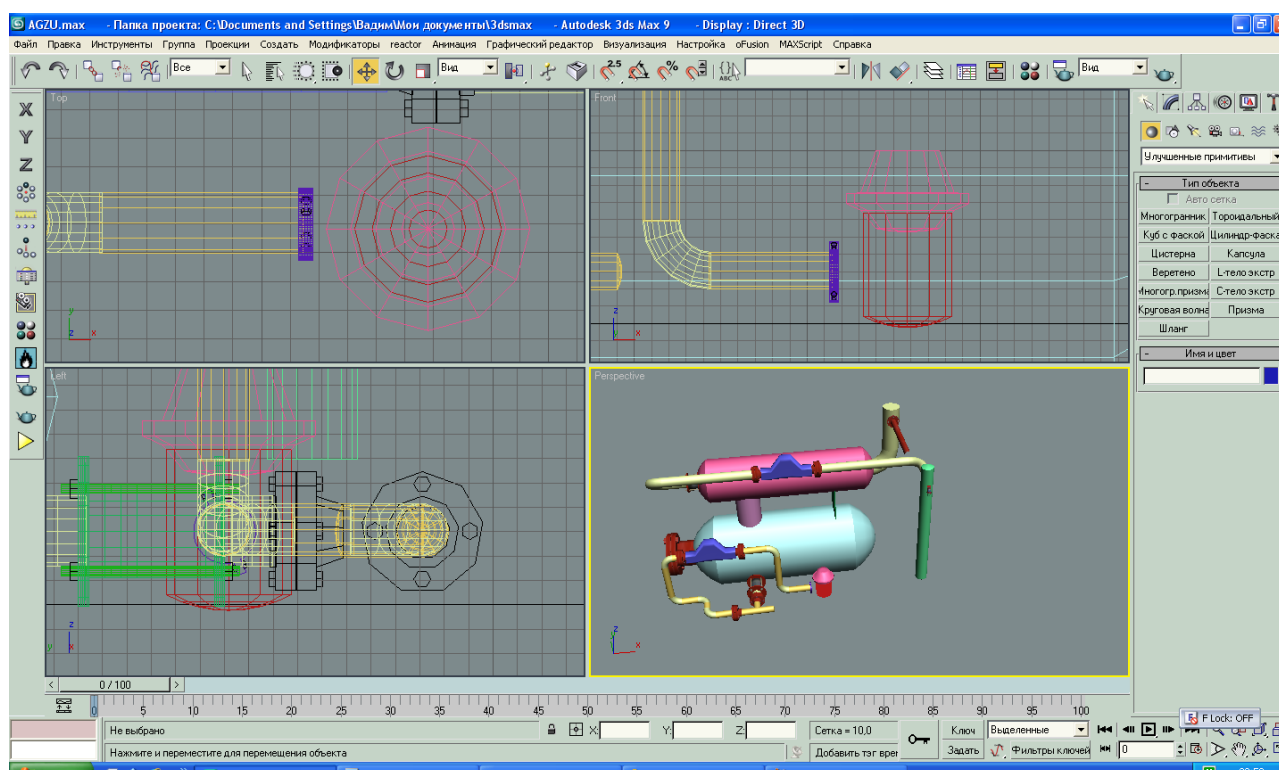 AGZU.max - Папка проекта: C:\Documents and Settings\Вадим\Мои документы\3dsmax - Autodesk 3ds Max 9 - Display : Direct 3D
Файл Правка Инструменты Группа Проекции Создать Модификаторы reactor Анимация Графический редактор Визуализация Настройка oFusion MAXScript Справка
Все Вид 2.5 % ABC Вид
X
Y
Z
Top
Front
Left
Perspective
y
z x
z
x
z
y x
z
x
Улучшенные примитивы
- Тип объекта
Авто сетка
Многогранник Тороидальный
Куб с фаской Цилиндр-фаска
Цистерна Капсула
Веретено L-тело экстр
Многогр.призма С-тело экстр
Круговая волна Призма
Шланг
- Имя и цвет
< 0 / 100 >
0 5 10 15 20 25 30 35 40 45 50 55 60 65 70 75 80 85 90 95 100
F Lock: OFF
Не выбрано X: Y: Z: Сетка = 10,0 Ключ Выделенные
Нажмите и переместите для перемещения объекта Добавить тэг врем Задать Фильтры ключей 0